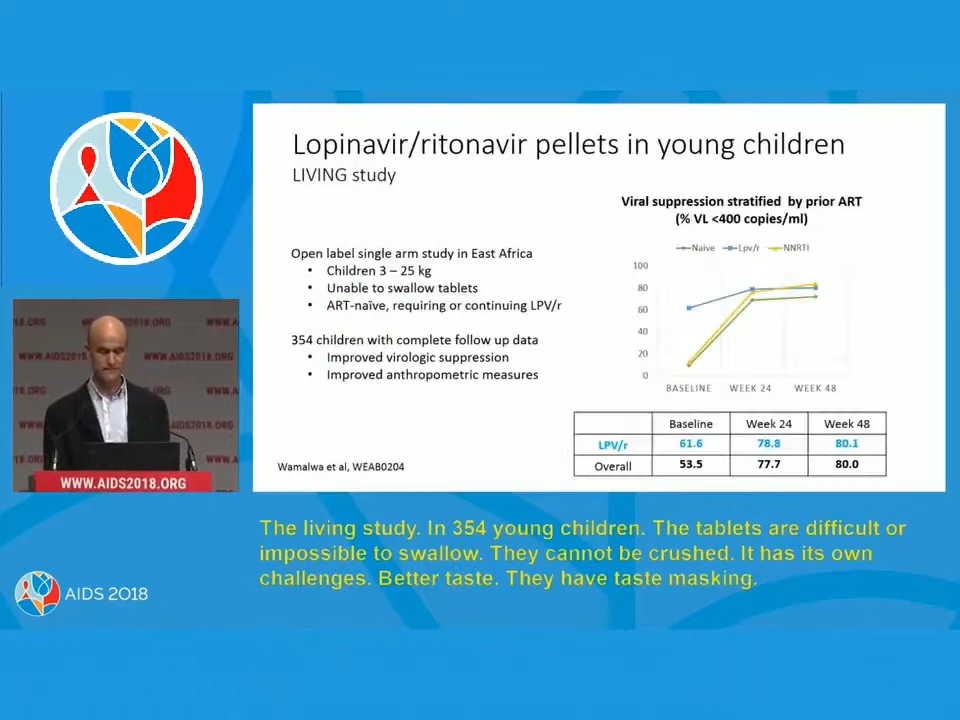 Lopinavir/ritonavir pellets in young children
LIVING study
Open label single arm study in East Africa
• Children 3 – 25 kg
• Unable to swallow tablets
• ART-naïve, requiring or continuing LPV/r
354 children with complete follow up data
• Improved virologic suppression
• Improved anthropometric measures
Wamalwa et al, WEAB0204
Viral suppression stratified by prior ART
(% VL <400 copies/ml)
Naive Lpv/r NNRTI
100
80
60
40
20
0
BASELINE WEEK 24 WEEK 48
Baseline Week 24 Week 48
LPV/r 61.6 78.8 80.1
Overall 53.5 77.7 80.0
WWW.AIDS2018.ORG
The living study. In 354 young children. The tablets are difficult or
impossible to swallow. They cannot be crushed. It has its own
challenges. Better taste. They have taste masking.
AIDS 2018